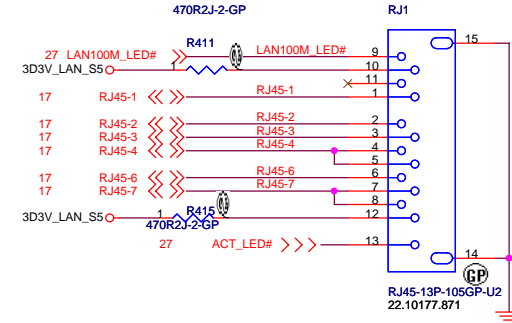 470R2J-2-GP
RJ1
R411
27 LAN100M_LED#
LAN100M_LED#
9
15
3D3V_LAN_S5
1
10
11
17 RJ45-1
RJ45-1
1
17 RJ45-2
RJ45-2
2
17 RJ45-3
RJ45-3
3
17 RJ45-4
RJ45-4
4
5
17 RJ45-6
RJ45-6
6
17 RJ45-7
RJ45-7
7
8
R415
3D3V_LAN_S5
1
12
470R2J-2-GP
27 ACT_LED#
13
14
GP
RJ45-13P-105GP-U2
22.10177.871